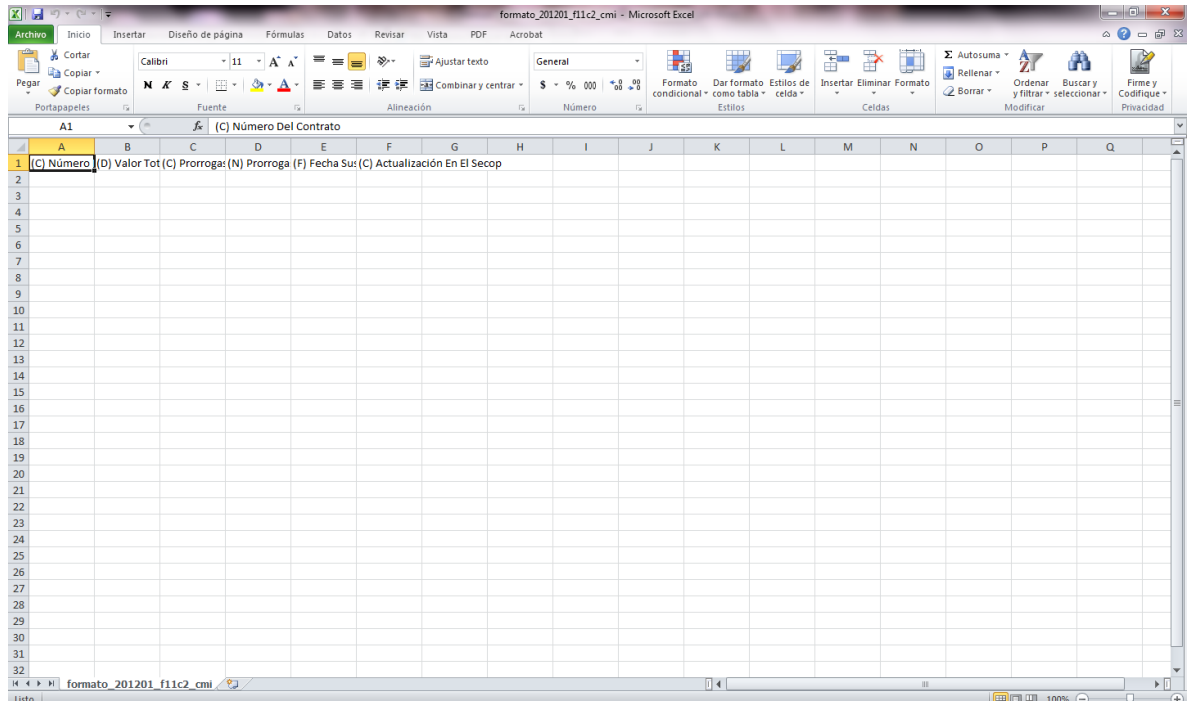 formato_201201_f11c2_cmi - Microsoft Excel
Archivo Inicio Insertar Diseño de página Fórmulas Datos Revisar Vista PDF Acrobat
Pegar
Cortar
Copiar
Copiar formato
Portapapeles
Calibri 11
N K S
Fuente
Ajustar texto
Combinar y centrar
Alineación
General
$ % 000
Número
Formato condicional
Dar formato como tabla
Estilos de celda
Estilos
Insertar Eliminar Formato
Celdas
Σ Autosuma
Rellenar
Borrar
Ordenar y filtrar
Buscar y seleccionar
Modificar
Firme y Codifique
Privacidad
A1 fx (C) Número Del Contrato
A B C D E F G H I J K L M N O P Q
1 (C) Número (D) Valor Tot (C) Prorrogas (N) Prorroga (F) Fecha Sus (C) Actualización En El Secop
2
3
4
5
6
7
8
9
10
11
12
13
14
15
16
17
18
19
20
21
22
23
24
25
26
27
28
29
30
31
32
formato_201201_f11c2_cmi
Listo 100%